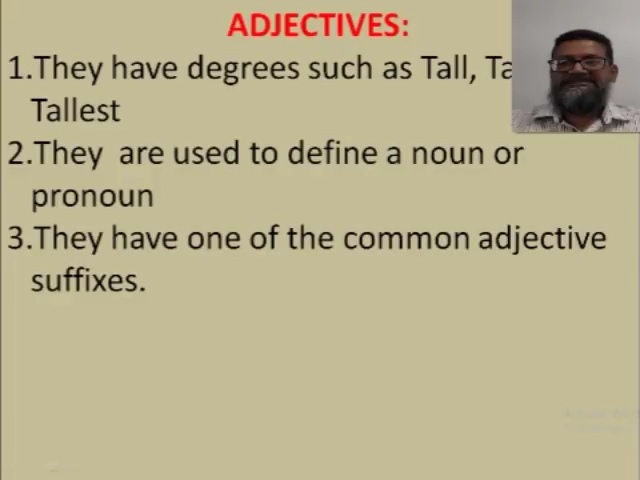 ADJECTIVES:
1.They have degrees such as Tall,
Tallest
2.They are used to define a noun or
pronoun
3.They have one of the common adjective
suffixes.